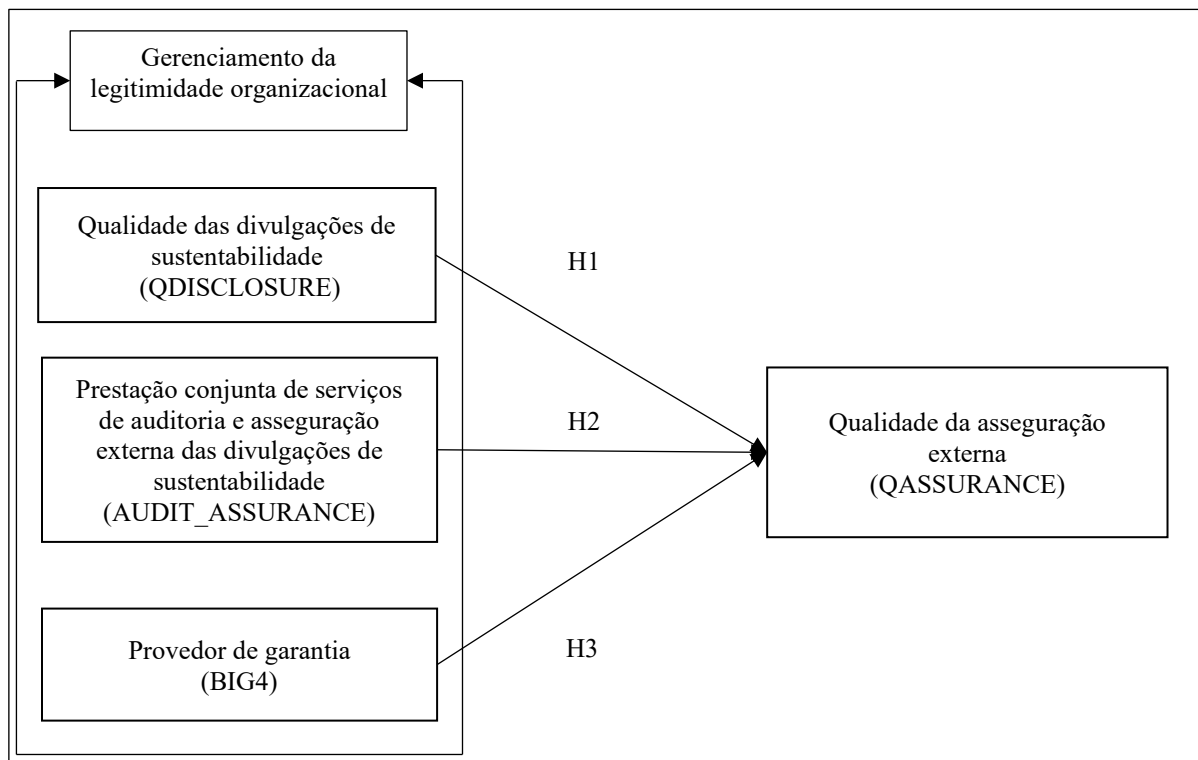 Gerenciamento da
legitimidade organizacional
Qualidade das divulgações de
sustentabilidade
(QDISCLOSURE)
H1
Prestação conjunta de serviços
de auditoria e asseguração
externa das divulgações de
sustentabilidade
(AUDIT_ASSURANCE)
H2
Qualidade da asseguração
externa
(QASSURANCE)
Provedor de garantia
(BIG4)
H3